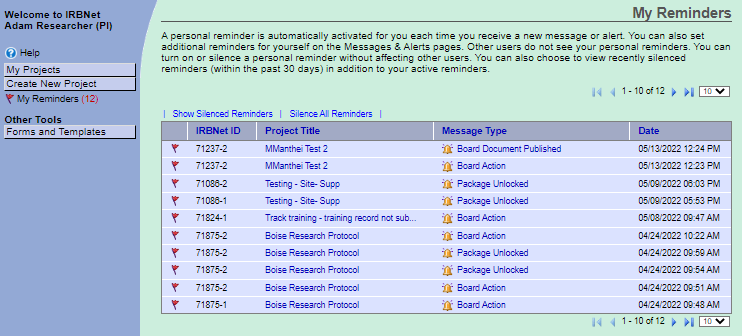 Welcome to IRBNet
Adam Researcher (PI)
Help
My Projects
Create New Project
My Reminders (12)
Other Tools
Forms and Templates
My Reminders
A personal reminder is automatically activated for you each time you receive a new message or alert. You can also set
additional reminders for yourself on the Messages & Alerts pages. Other users do not see your personal reminders. You can
turn on or silence a personal reminder without affecting other users. You can also choose to view recently silenced
reminders (within the past 30 days) in addition to your active reminders.
1 - 10 of 12 10
| Show Silenced Reminders | Silence All Reminders |
IRBNet ID Project Title Message Type Date
71237-2 MManthei Test 2 Board Document Published 05/13/2022 12:24 PM
71237-2 MManthei Test 2 Board Action 05/13/2022 12:23 PM
71086-2 Testing - Site- Supp Package Unlocked 05/09/2022 06:03 PM
71086-1 Testing - Site- Supp Package Unlocked 05/09/2022 05:53 PM
71824-1 Track training - training record not sub... Board Action 05/08/2022 09:47 AM
71875-2 Boise Research Protocol Board Action 04/24/2022 10:22 AM
71875-2 Boise Research Protocol Package Unlocked 04/24/2022 09:59 AM
71875-2 Boise Research Protocol Package Unlocked 04/24/2022 09:54 AM
71875-2 Boise Research Protocol Board Action 04/24/2022 09:51 AM
71875-1 Boise Research Protocol Board Action 04/24/2022 09:48 AM
1 - 10 of 12 10